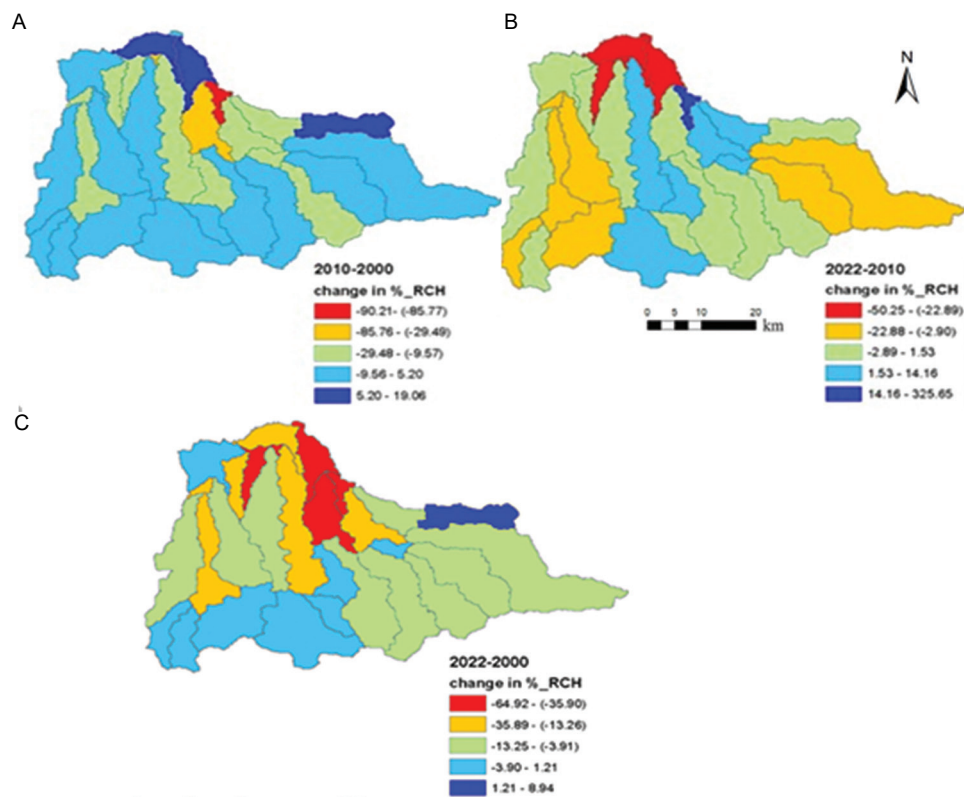 A
B
N
2010-2000
change in %_RCH
-90.21- (-85.77)
-85.76 - (-29.49)
-29.48 - (-9.57)
-9.56 - 5.20
5.20 - 19.06
2022-2010
change in %_RCH
-50.25 - (-22.89)
-22.88 - (-2.90)
-2.89 - 1.53
1.53 - 14.16
14.16 - 325.65
0 5 10 20
km
C
2022-2000
change in %_RCH
-64.92 - (-35.90)
-35.89 - (-13.26)
-13.25 - (-3.91)
-3.90 - 1.21
1.21 - 8.94